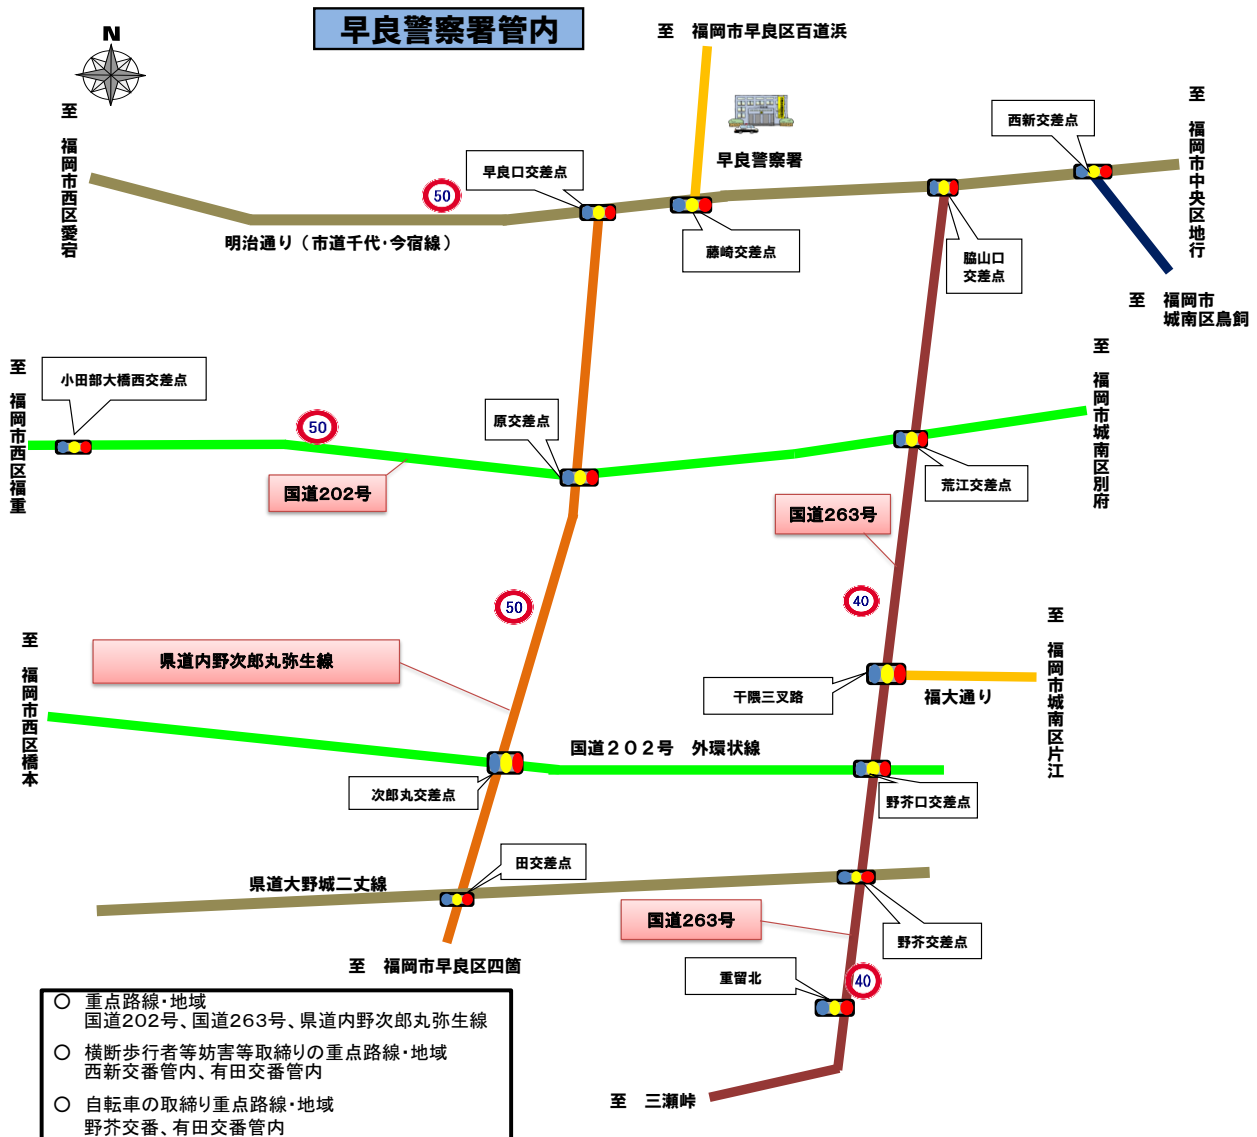 早良警察署管内
N
至　福岡市早良区百道浜
至　福岡市西区愛宕
早良警察署
西新交差点
至　福岡市中央区地行
早良口交差点
50
明治通り（市道千代・今宿線）
藤崎交差点
脇山口
交差点
至　福岡市
城南区鳥飼
至　福岡市西区福重
小田部大橋西交差点
50
原交差点
至　福岡市城南区別府
国道202号
荒江交差点
国道263号
50
40
至　福岡市西区橋本
県道内野次郎丸弥生線
干隈三叉路
福大通り
至　福岡市城南区片江
国道２０２号　外環状線
次郎丸交差点
野芥口交差点
田交差点
県道大野城二丈線
国道263号
野芥交差点
至　福岡市早良区四箇
重留北
40
○　重点路線・地域
国道202号、国道263号、県道内野次郎丸弥生線
○　横断歩行者等妨害等取締りの重点路線・地域
西新交番管内、有田交番管内
○　自転車の取締り重点路線・地域
野芥交番、有田交番管内
至　三瀬峠